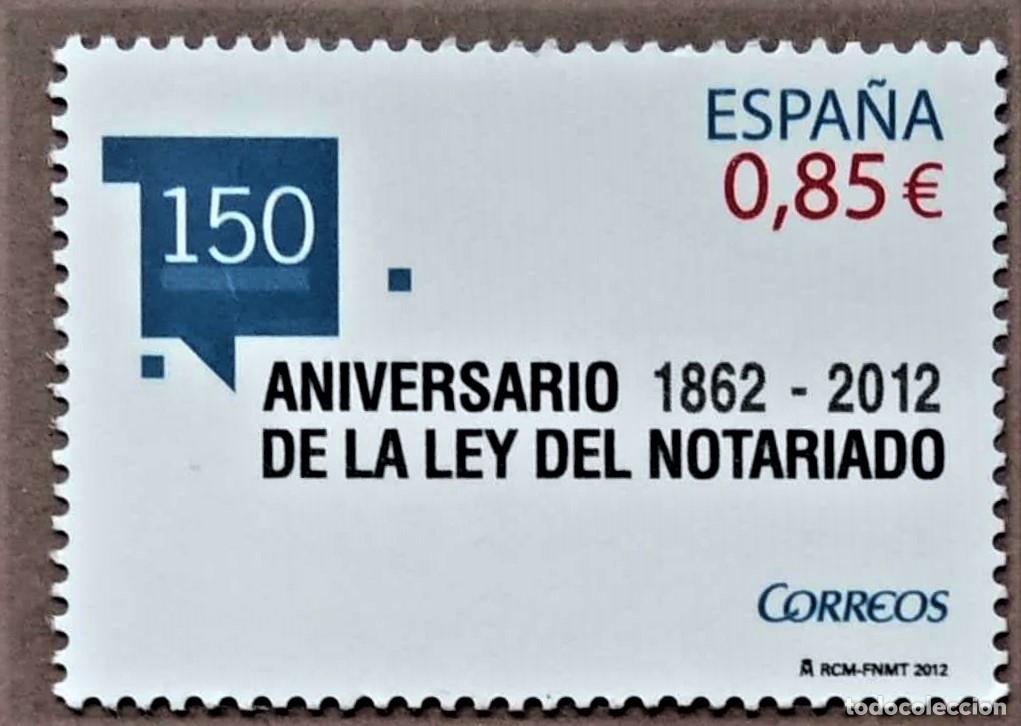 ESPAÑA
0,85 €
150
ANIVERSARIO 1862 - 2012
DE LA LEY DEL NOTARIADO
CORREOS
RCM-FNMT 2012
todocoleccion